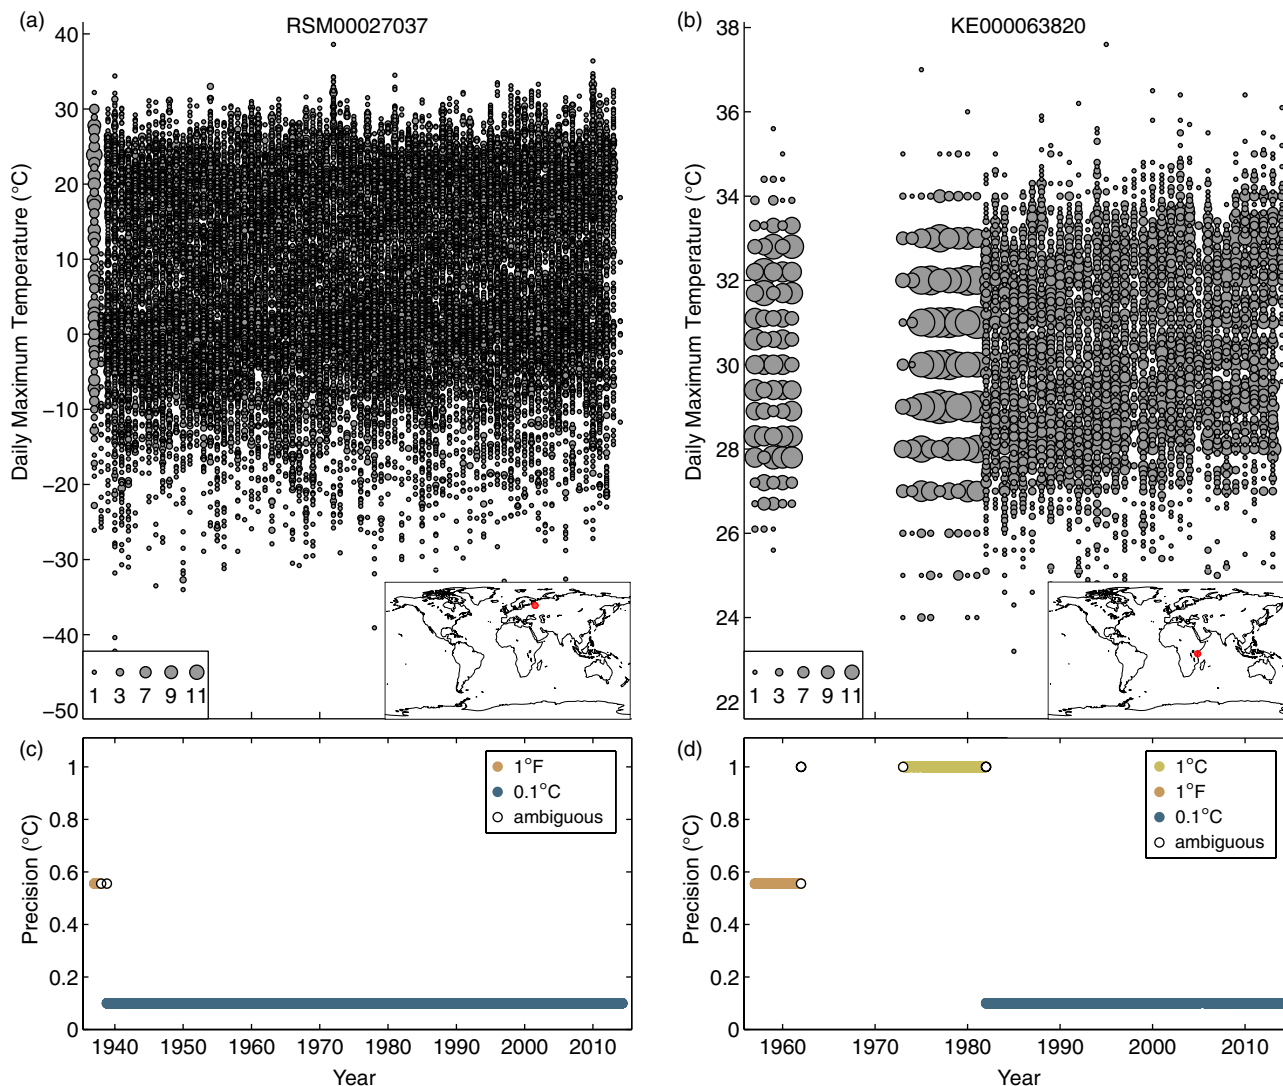 (a) RSM00027037
Daily Maximum Temperature (°C)
40
30
20
10
0
−10
−20
−30
−40
−50
1 3 7 9 11
(b) KE000063820
Daily Maximum Temperature (°C)
38
36
34
32
30
28
26
24
22
1 3 7 9 11
(c)
Precision (°C)
1
0.8
0.6
0.4
0.2
0
1°F
0.1°C
ambiguous
1940 1950 1960 1970 1980 1990 2000 2010
Year
(d)
Precision (°C)
1
0.8
0.6
0.4
0.2
0
1°C
1°F
0.1°C
ambiguous
1960 1970 1980 1990 2000 2010
Year